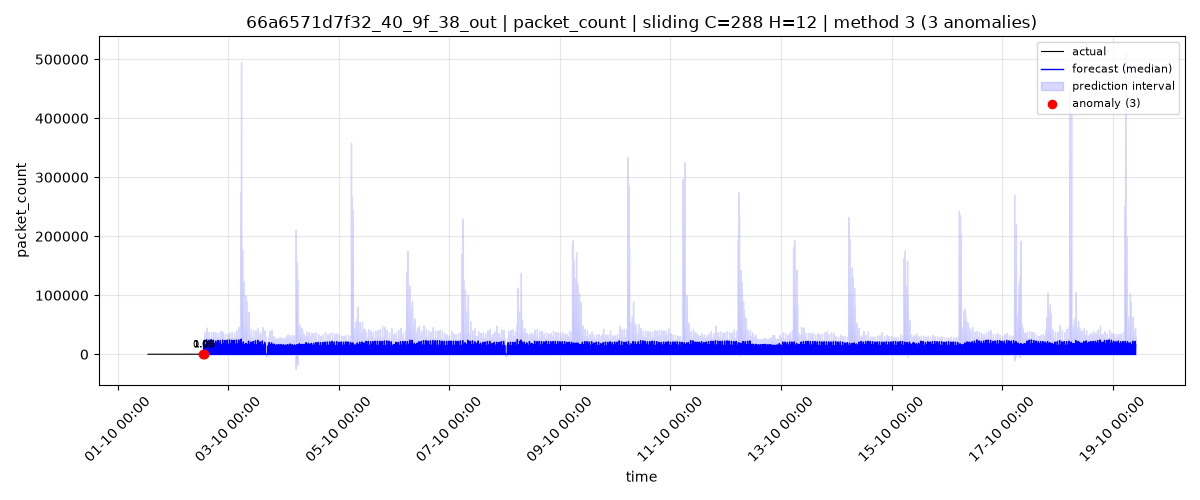 66a6571d7f32_40_9f_38_out | packet_count | sliding C=288 H=12 | method 3 (3 anomalies)
actual
forecast (median)
prediction interval
anomaly (3)
packet_count
500000
400000
300000
200000
100000
0
01-10 00:00
03-10 00:00
05-10 00:00
07-10 00:00
09-10 00:00
11-10 00:00
13-10 00:00
15-10 00:00
17-10 00:00
19-10 00:00
time